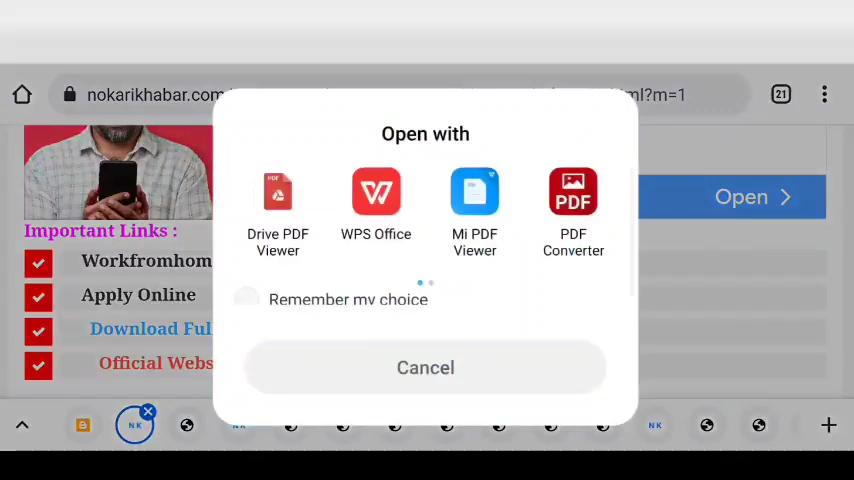 nokarikhabar.com
ml?m=1
21
Open with
PDF
PDF
Drive PDF
Viewer
WPS Office
Mi PDF
Viewer
PDF
Converter
Open
Important Links :
Workfromhom
Apply Online
Download Ful
Official Webs
Remember my choice
Cancel
NK
NK
NK